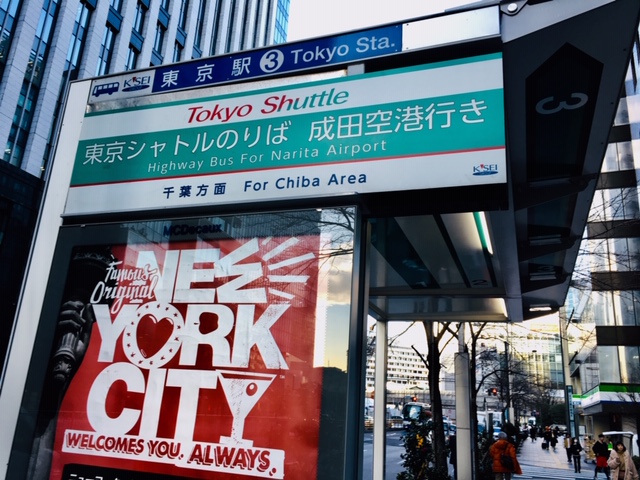 KeiSEI 東京駅 3 Tokyo Sta.
Tokyo Shuttle
東京シャトルのりば 成田空港行き
Highway Bus For Narita Airport
千葉方面 For Chiba Area
KeiSEI
3
MCDecaux
Famous
Original
NEW
YORK
CITY
WELCOMES YOU. ALWAYS.